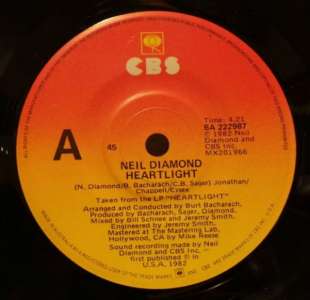 CBS
Time: 4.21
BA 222987
℗ 1982 Neil
Diamond and
CBS Inc.
MX201966
A
45
NEIL DIAMOND
HEARTLIGHT
(N. Diamond/B. Bacharach/C.B. Sager) Jonathan/
Chappell/Cross
Taken from the LP "HEARTLIGHT"
Arranged and Conducted by Burt Bacharach,
Produced by Bacharach, Sager, Diamond,
Engineered by Jeremy Smith.
Mixed by Bill Schnee and Jeremy Smith,
Mastered at The Mastering Lab,
Hollywood, CA by Mike Reese
Sound recording made by Neil
Diamond and CBS Inc. and
first published ℗ in
U.S.A. 1982